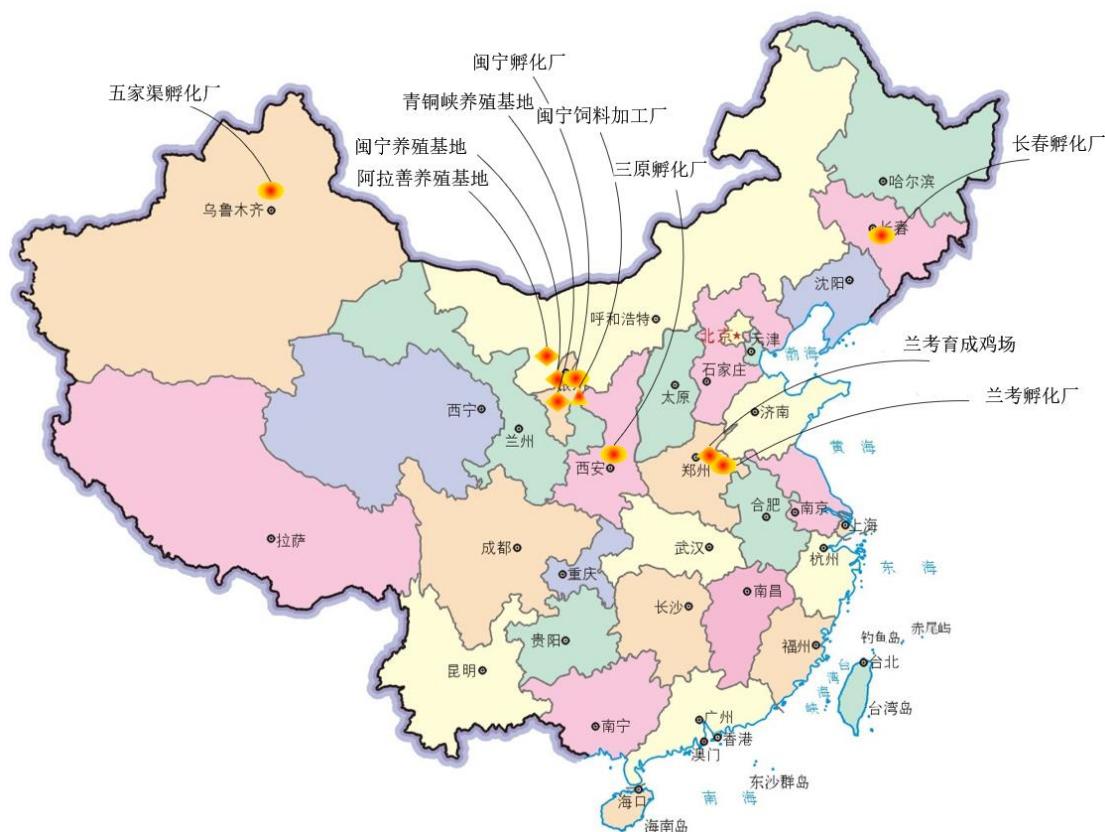 闽宁孵化厂
五家渠孵化厂
青铜峡养殖基地
闽宁饲料加工厂
闽宁养殖基地
阿拉善养殖基地
三原孵化厂
长春孵化厂
哈尔滨
乌鲁木齐
长春
沈阳
呼和浩特
北京
天津
渤海
兰考育成鸡场
石家庄
太原
兰考孵化厂
西宁
济南
兰州
黄海
郑州
西安
合肥
南京
上海
拉萨
成都
武汉
杭州
东海
重庆
南昌
长沙
赤尾屿
钓鱼岛
贵阳
福州
台北
昆明
台湾海峡
台湾岛
广州
南宁
香港
澳门
东沙群岛
海口
南海
海南岛